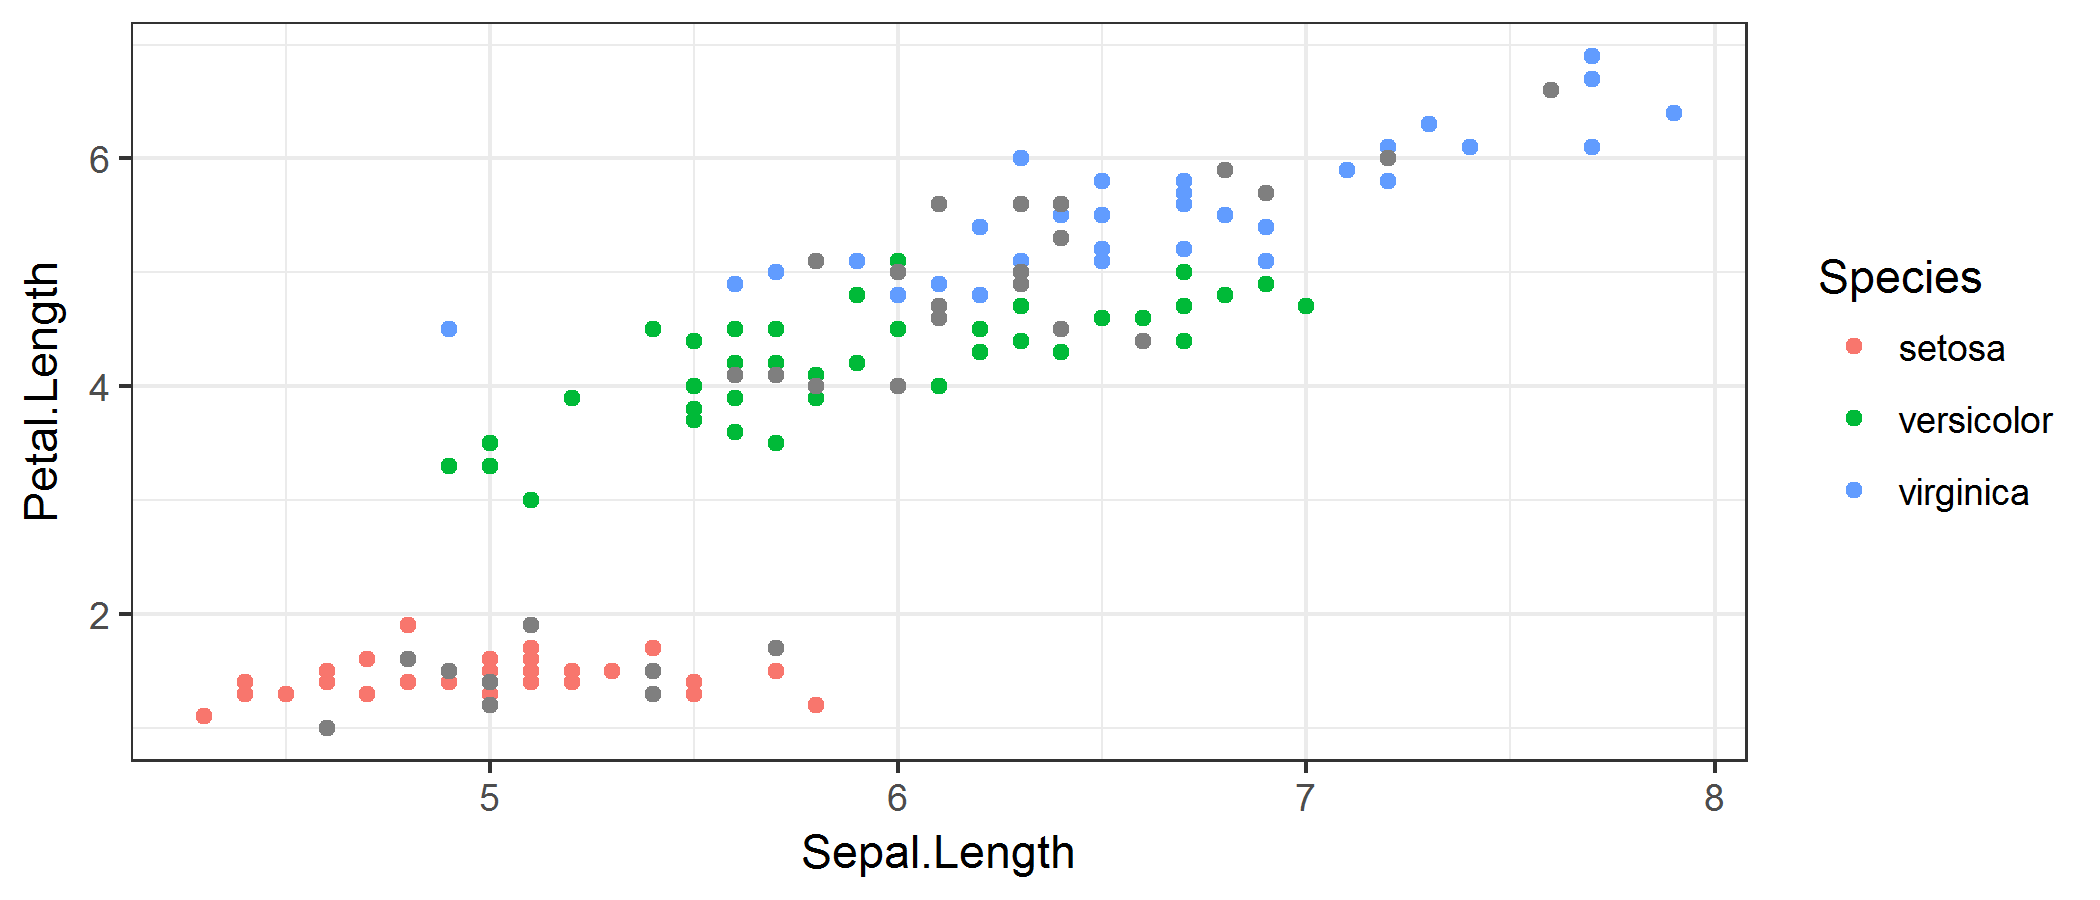 Petal.Length
6
4
2
5 6 7 8
Sepal.Length
Species
setosa
versicolor
virginica